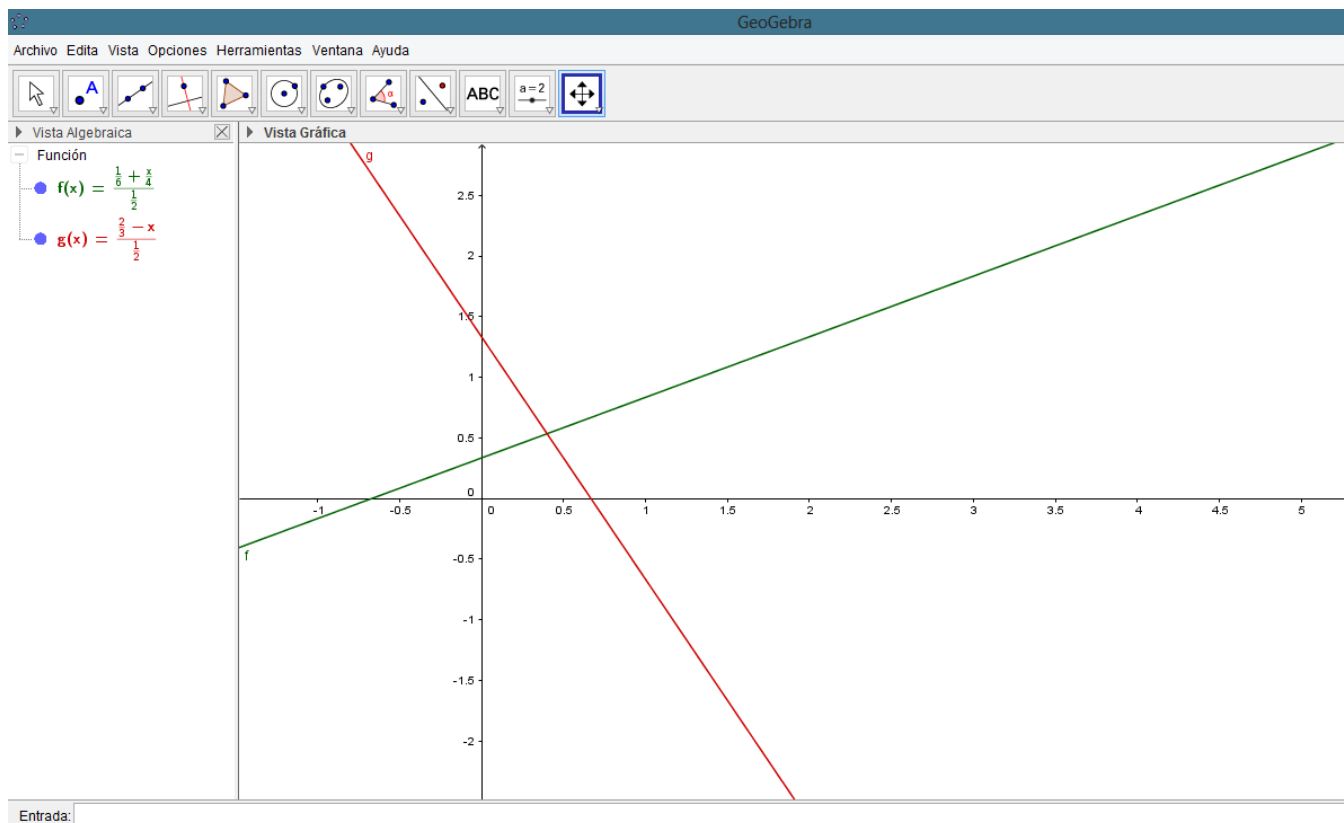 GeoGebra
Archivo Edita Vista Opciones Herramientas Ventana Ayuda
A α ABC a=2
Vista Algebraica
Vista Gráfica
Función
f(x) = (1/6 + x/4)/(1/2)
g(x) = (2/3 − x)/(1/2)
g
f
2.5
2
1.5
1
0.5
0
-0.5
-1
-1.5
-2
-1 -0.5 0 0.5 1 1.5 2 2.5 3 3.5 4 4.5 5
Entrada: